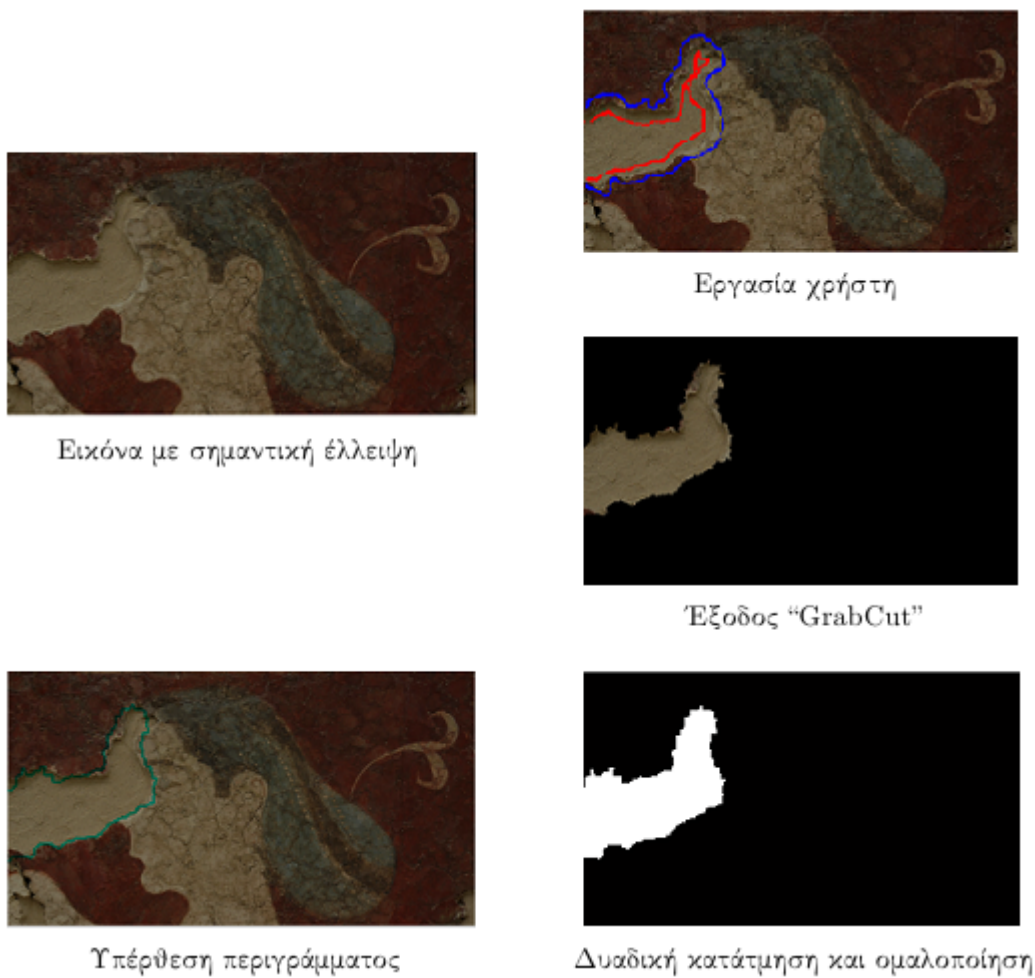 Εργασία χρήστη
Εικόνα με σημαντική έλλειψη
Έξοδος “GrabCut”
Υπέρθεση περιγράμματος
Δυαδική κατάτμηση και ομαλοποίηση